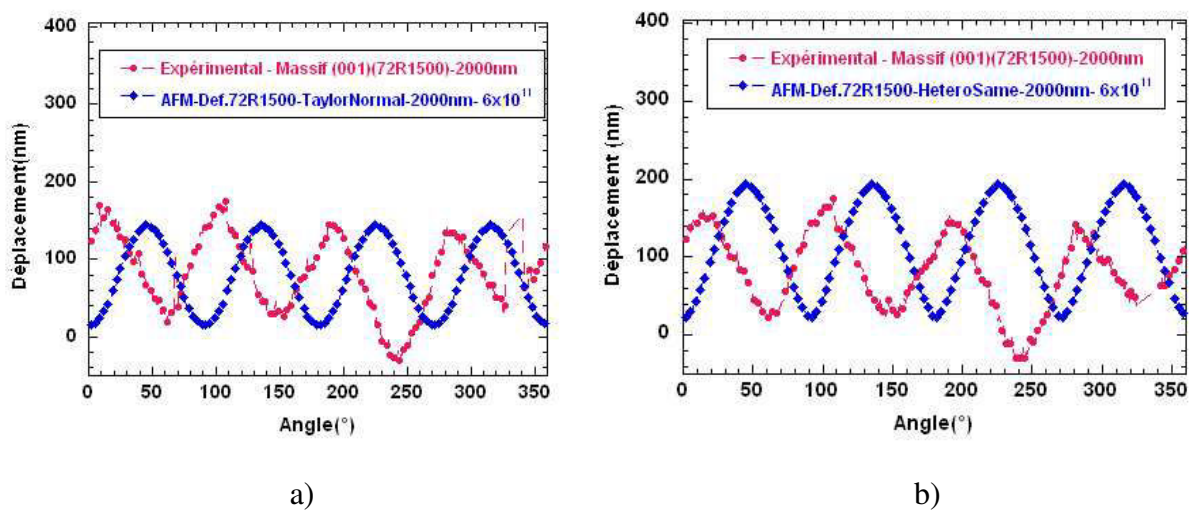 400
300
200
100
0
Déplacement(nm)
Expérimental - Massif (001)(72R1500)-2000nm
AFM-Def.72R1500-TaylorNormal-2000nm- 6x10¹¹
0 50 100 150 200 250 300 350
Angle(°)
a)
400
300
200
100
0
Déplacement (nm)
Expérimental - Massif (001)(72R1500)-2000nm
AFM-Def.72R1500-HeteroSame-2000nm- 6x10¹¹
0 50 100 150 200 250 300 350
Angle(°)
b)